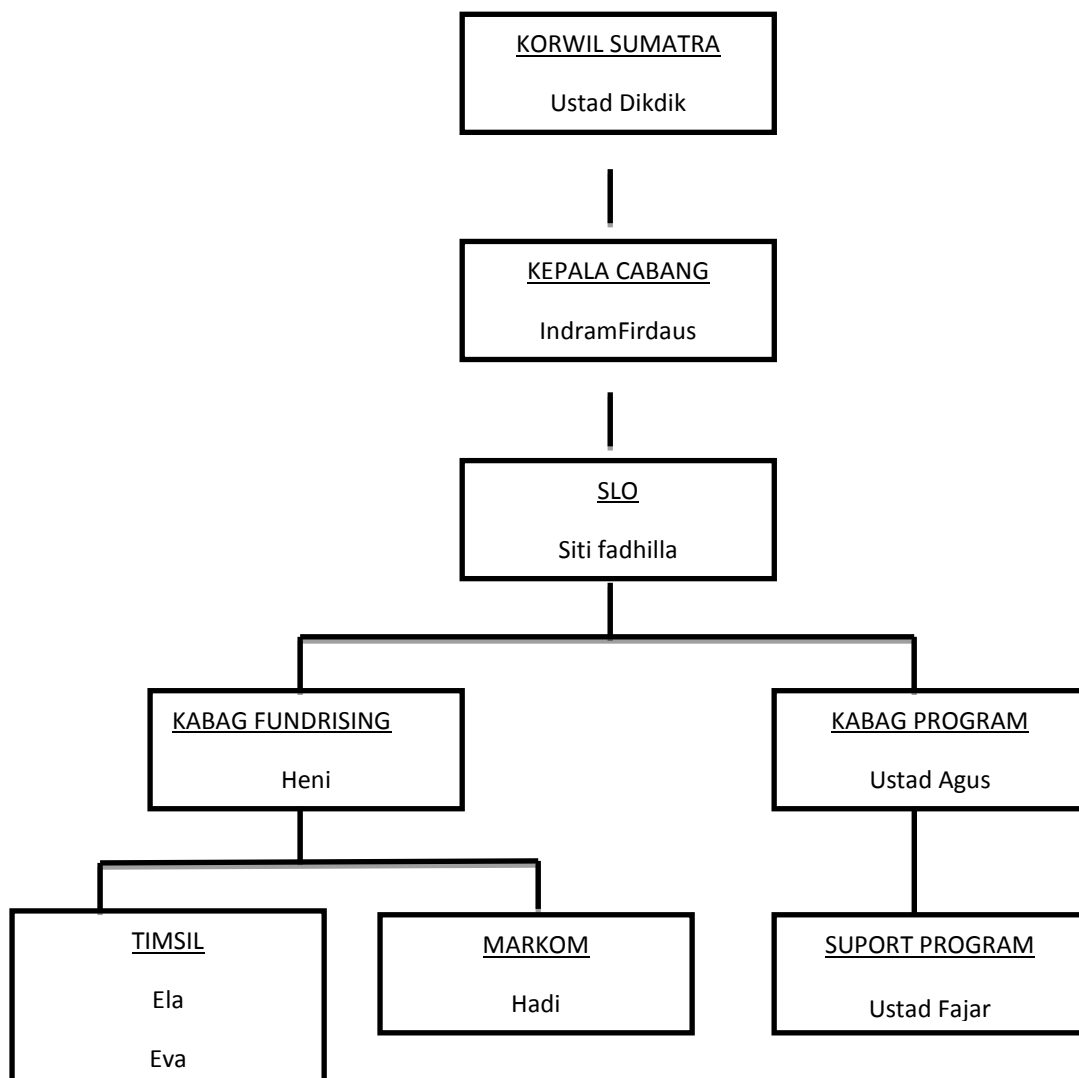 KORWIL SUMATRA
Ustad Dikdik
KEPALA CABANG
IndramFirdaus
SLO
Siti fadhilla
KABAG FUNDRISING
Heni
KABAG PROGRAM
Ustad Agus
TIMSIL
Ela
Eva
MARKOM
Hadi
SUPORT PROGRAM
Ustad Fajar